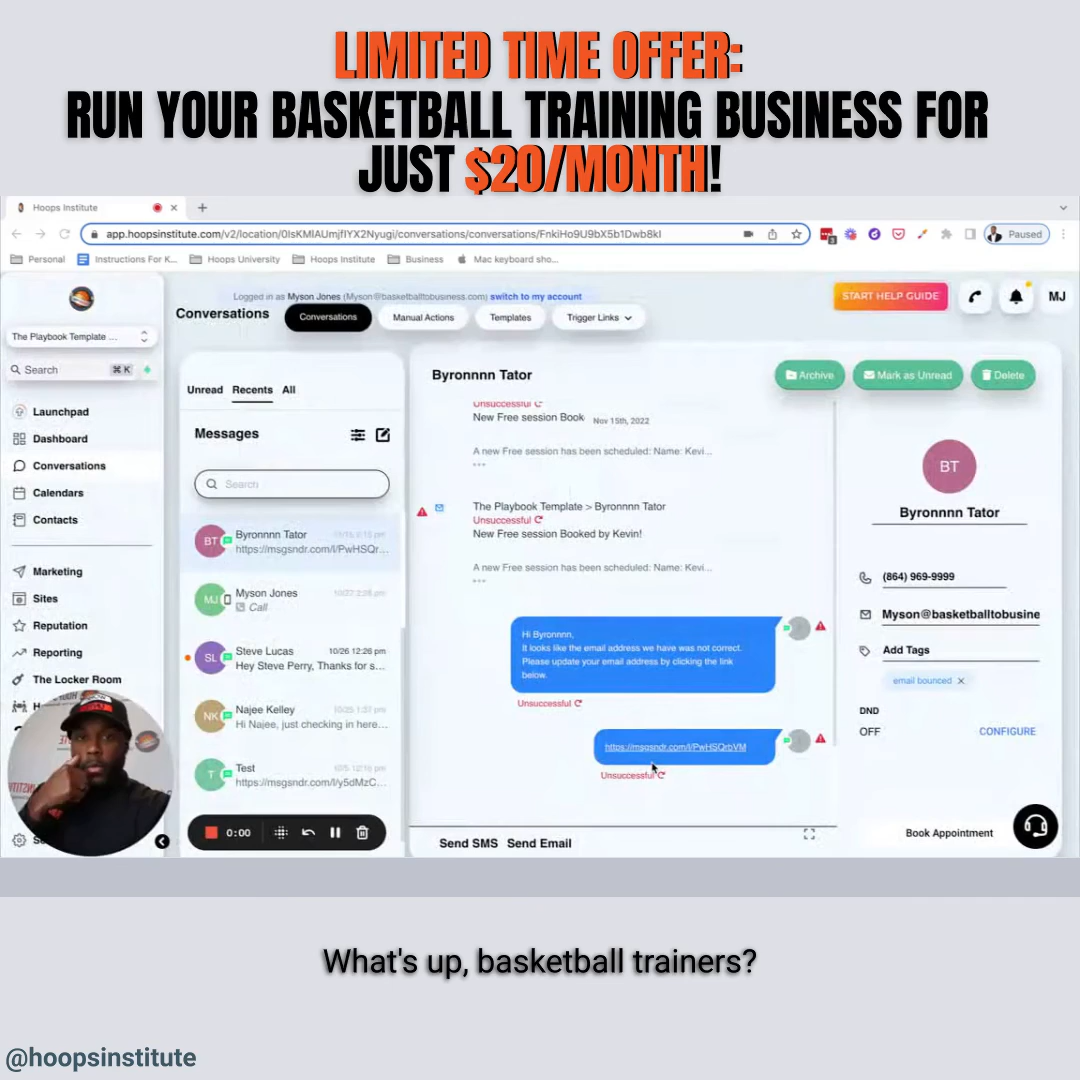 LIMITED TIME OFFER:
RUN YOUR BASKETBALL TRAINING BUSINESS FOR
JUST $20/MONTH!
Hoops Institute
app.hoopsinstitute.com/v2/location/0IsKMIAUmjfIYX2Nyugi/conversations/conversations/FnkiHo9U9bX5b1Dwb8kI
Paused
Personal
Instructions For K...
Hoops University
Hoops Institute
Business
Mac keyboard sho...
Logged in as Myson Jones (Myson@basketballtobusiness.com) switch to my account
Conversations
Conversations
Manual Actions
Templates
Trigger Links
START HELP GUIDE
MJ
The Playbook Template ...
Search
⌘ K
Launchpad
Dashboard
Conversations
Calendars
Contacts
Marketing
Sites
Reputation
Reporting
The Locker Room
Unread Recents All
Messages
Search
BT
Byronnnn Tator
https://msgsndr.com/l/PwHSQr...
MJ
Myson Jones
Call
SL
Steve Lucas
10/26 12:26 pm
Hey Steve Perry, Thanks for s...
NK
Najee Kelley
Hi Najee, just checking in here...
T
Test
https://msgsndr.com/l/y5dMzC...
0:00
Byronnnn Tator
Archive
Mark as Unread
Delete
Unsuccessful
New Free session Book
Nov 15th, 2022
A new Free session has been scheduled: Name: Kevi...
The Playbook Template > Byronnnn Tator
Unsuccessful
New Free session Booked by Kevin!
A new Free session has been scheduled: Name: Kevi...
Hi Byronnnn,
It looks like the email address we have was not correct.
Please update your email address by clicking the link
below.
Unsuccessful
https://msgsndr.com/l/PwHSQrbVM
Unsuccessful
Send SMS Send Email
BT
Byronnnn Tator
(864) 969-9999
Myson@basketballtobusine
Add Tags
email bounced
DND
OFF
CONFIGURE
Book Appointment
What's up, basketball trainers?
@hoopsinstitute